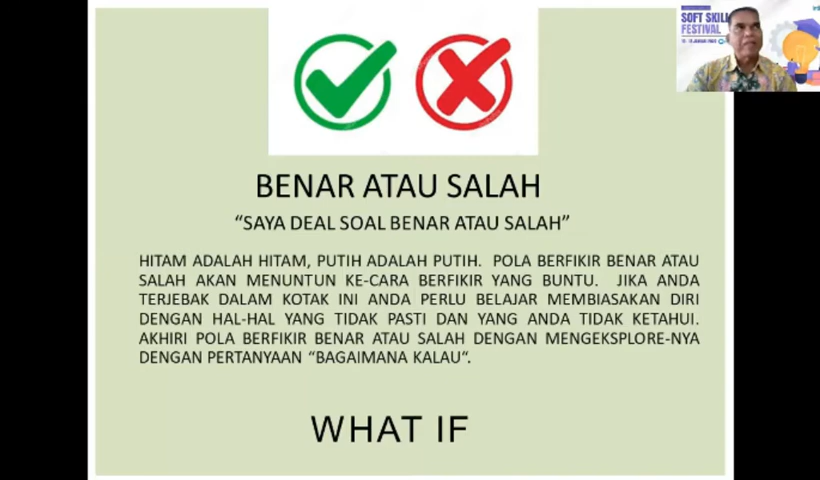 SOFT SKILL
FESTIVAL
BENAR ATAU SALAH
“SAYA DEAL SOAL BENAR ATAU SALAH”
HITAM ADALAH HITAM, PUTIH ADALAH PUTIH. POLA BERFIKIR BENAR ATAU
SALAH AKAN MENUNTUN KE-CARA BERFIKIR YANG BUNTU. JIKA ANDA
TERJEBAK DALAM KOTAK INI ANDA PERLU BELAJAR MEMBIASAKAN DIRI
DENGAN HAL-HAL YANG TIDAK PASTI DAN YANG ANDA TIDAK KETAHUI.
AKHIRI POLA BERFIKIR BENAR ATAU SALAH DENGAN MENGEKSPLORE-NYA
DENGAN PERTANYAAN “BAGAIMANA KALAU“.
WHAT IF